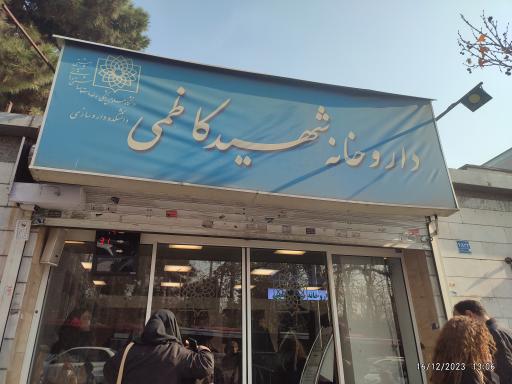 داروخانه شهید کاظمی
دانشکده داروسازی
16/12/2023 13:06